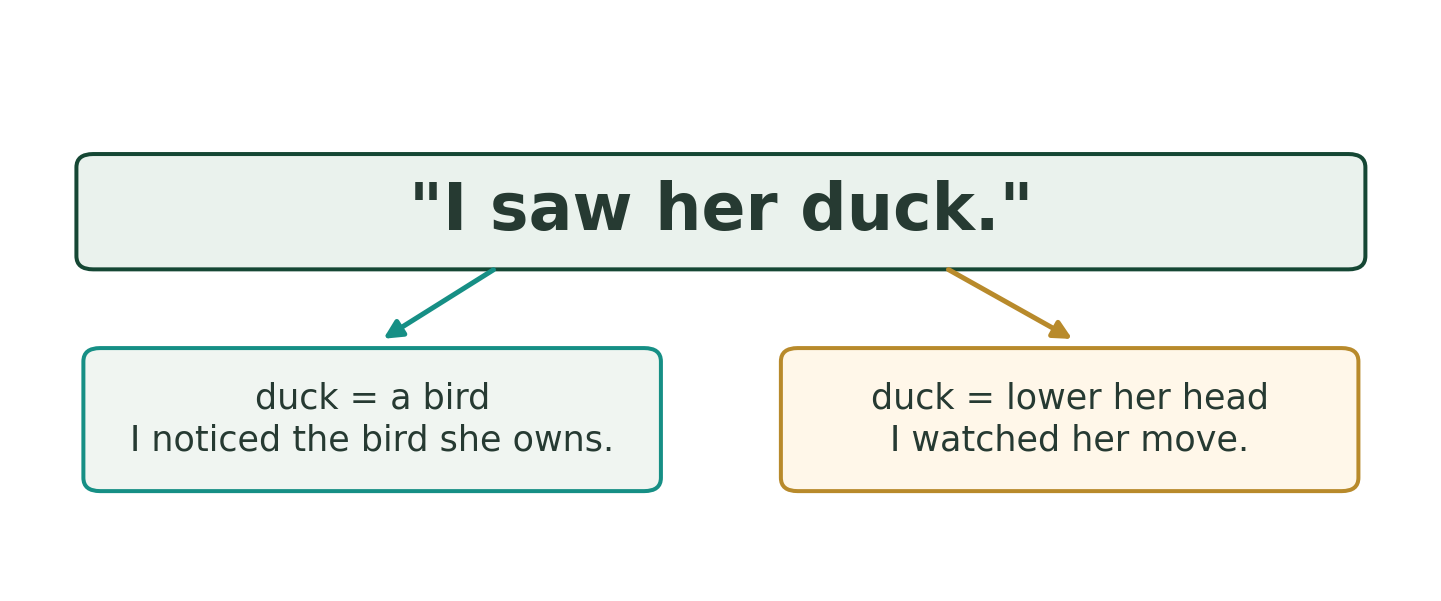 "I saw her duck."
duck = a bird
I noticed the bird she owns.
duck = lower her head
I watched her move.